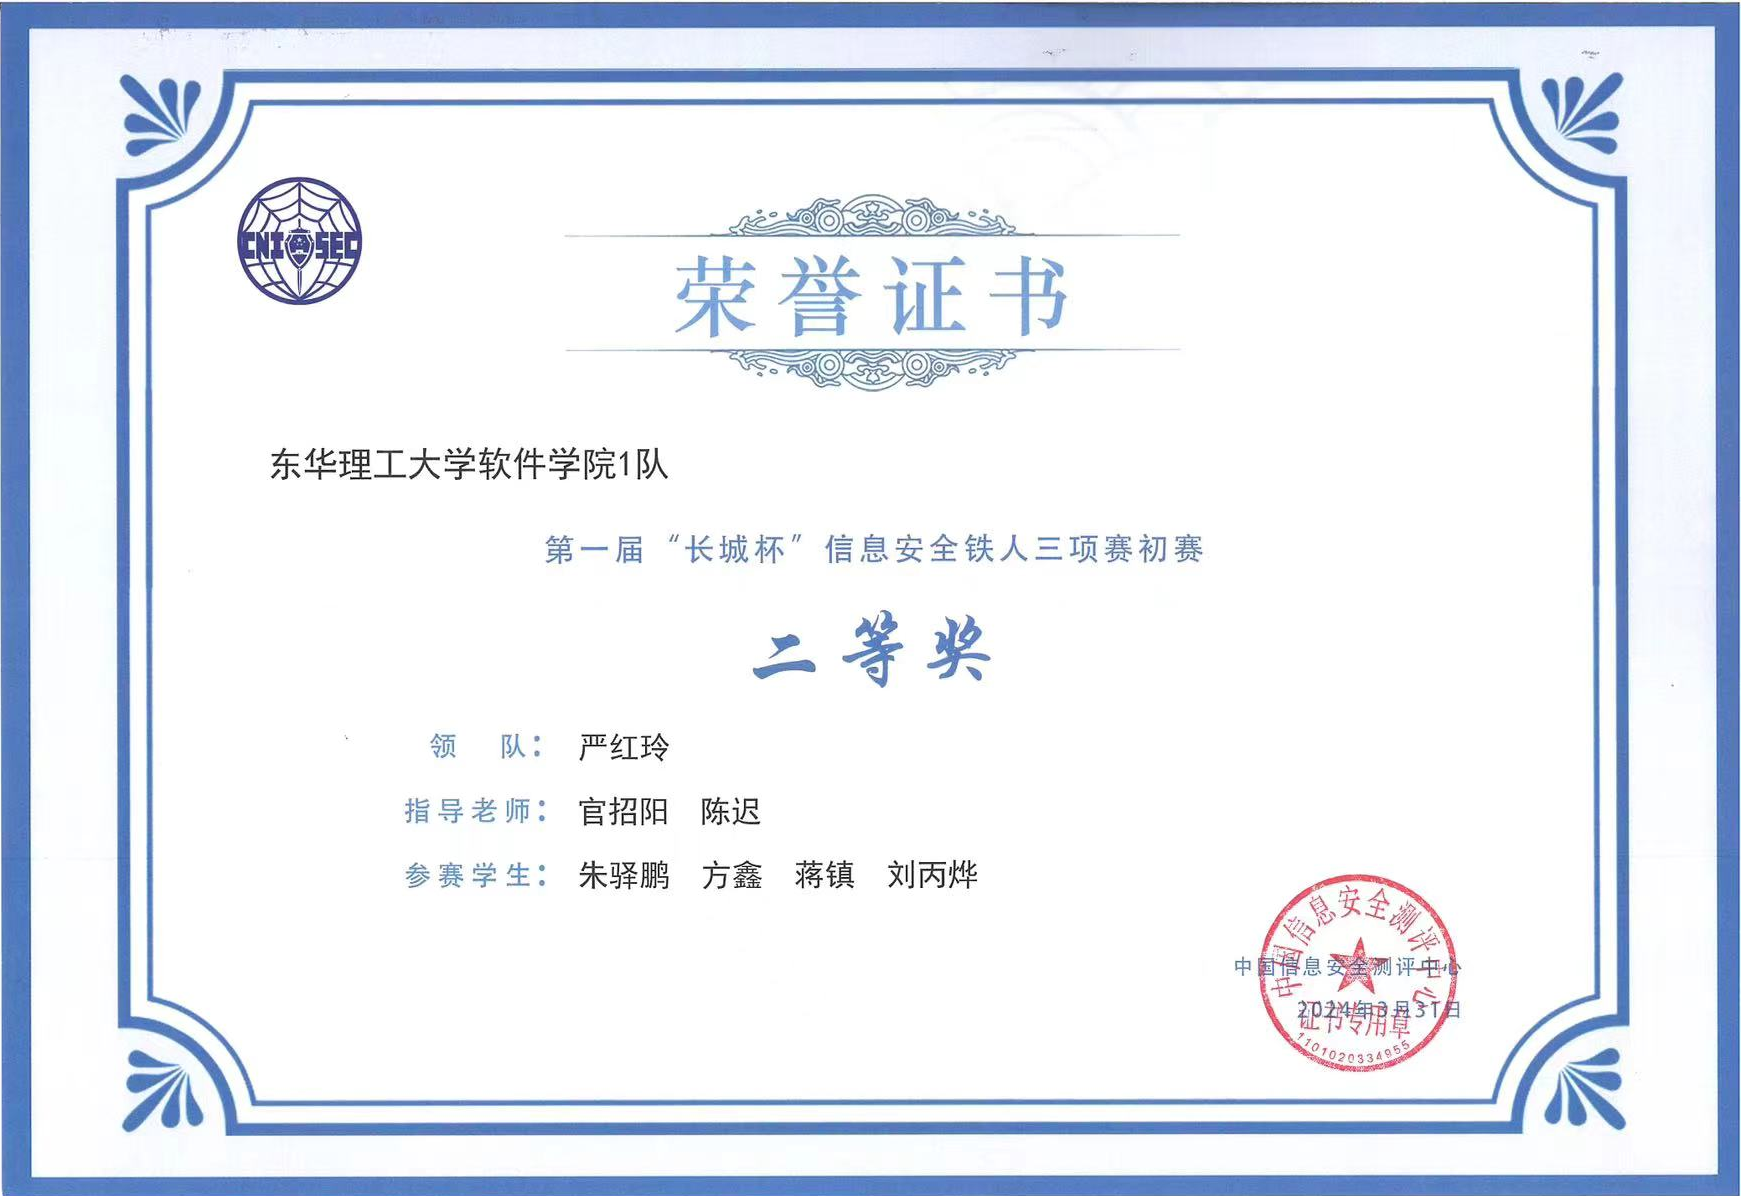 CNITSEC
荣誉证书
东华理工大学软件学院1队
第一届“长城杯”信息安全铁人三项赛初赛
二等奖
领 队： 严红玲
指导老师： 官招阳 陈迟
参赛学生： 朱驿鹏 方鑫 蒋镇 刘丙烨
中国信息安全测评中心
2024年3月31日
中国信息安全测评中心
证书专用章
1101020334955